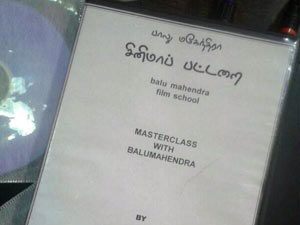 பாலு மகேந்திரா
சினிமாப் பட்டறை
balu mahendra
film school
MASTERCLASS
WITH
BALUMAHENDRA
BY